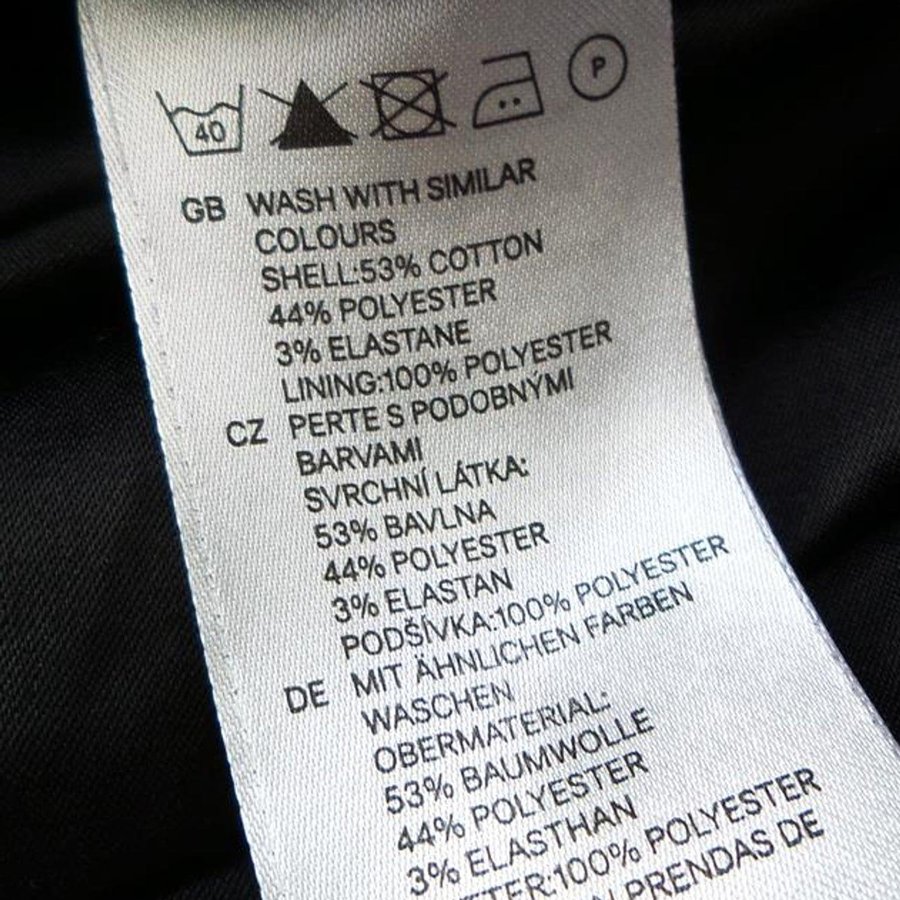 40
P
GB WASH WITH SIMILAR
COLOURS
SHELL:53% COTTON
44% POLYESTER
3% ELASTANE
LINING:100% POLYESTER
CZ PERTE S PODOBNÝMI
BARVAMI
SVRCHNÍ LÁTKA:
53% BAVLNA
44% POLYESTER
3% ELASTAN
PODŠÍVKA:100% POLYESTER
DE MIT ÄHNLICHEN FARBEN
WASCHEN
OBERMATERIAL:
53% BAUMWOLLE
44% POLYESTER
3% ELASTHAN
100% POLYESTER
PRENDAS DE